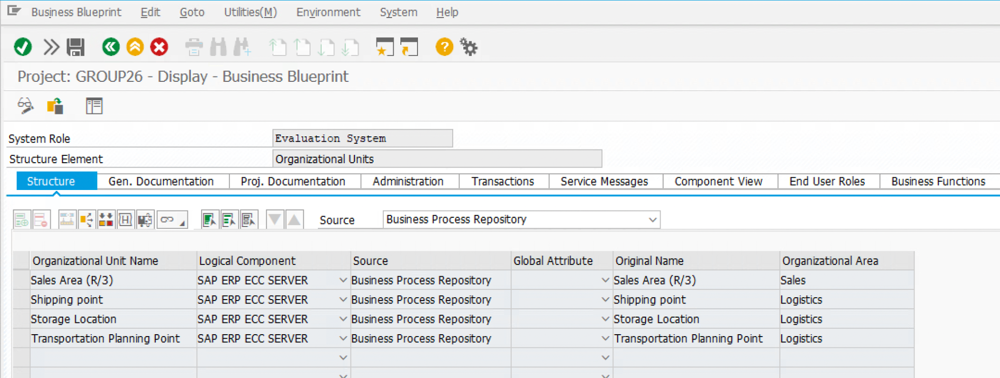 Business Blueprint Edit Goto Utilities(M) Environment System Help
Project: GROUP26 - Display - Business Blueprint
System Role Evaluation System
Structure Element Organizational Units
Structure Gen. Documentation Proj. Documentation Administration Transactions Service Messages Component View End User Roles Business Functions
Source Business Process Repository
Organizational Unit Name Logical Component Source Global Attribute Original Name Organizational Area
Sales Area (R/3) SAP ERP ECC SERVER Business Process Repository Sales Area (R/3) Sales
Shipping point SAP ERP ECC SERVER Business Process Repository Shipping point Logistics
Storage Location SAP ERP ECC SERVER Business Process Repository Storage Location Logistics
Transportation Planning Point SAP ERP ECC SERVER Business Process Repository Transportation Planning Point Logistics